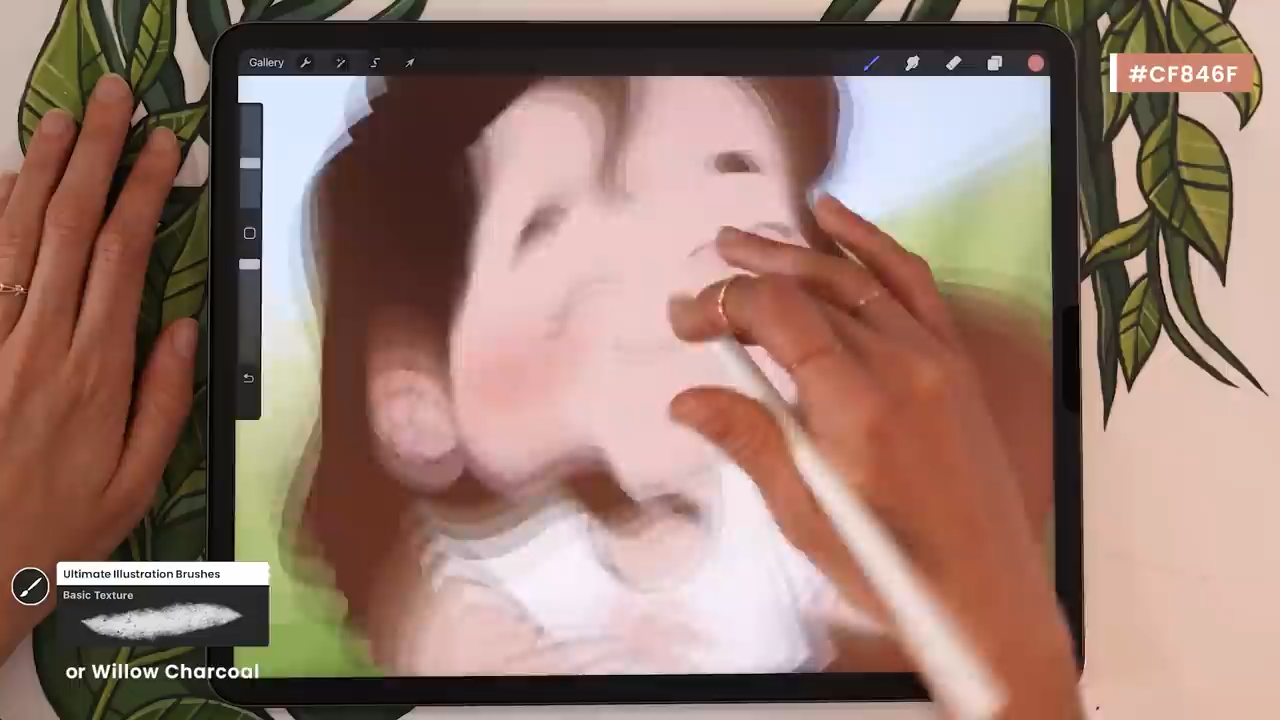 Gallery
#CF846F
Ultimate Illustration Brushes
Basic Texture
or Willow Charcoal